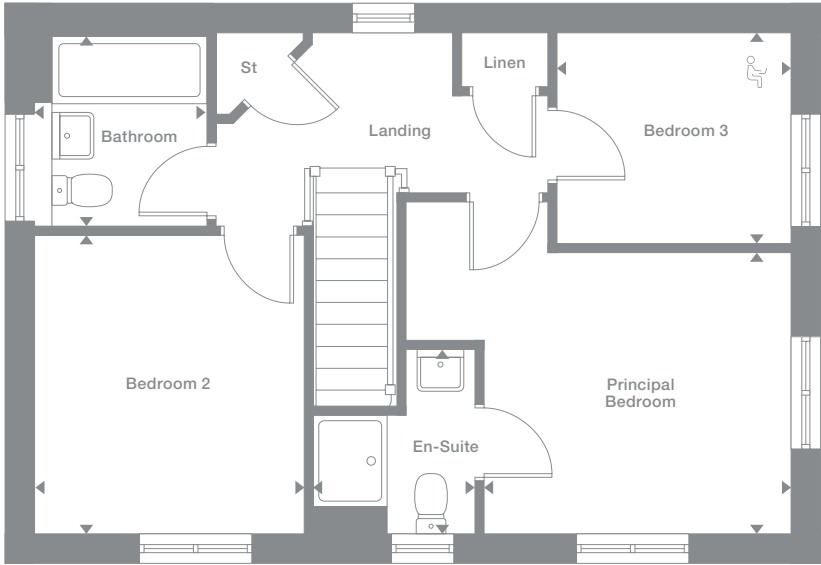 St
Linen
Bathroom
Landing
Bedroom 3
Bedroom 2
Principal
Bedroom
En-Suite